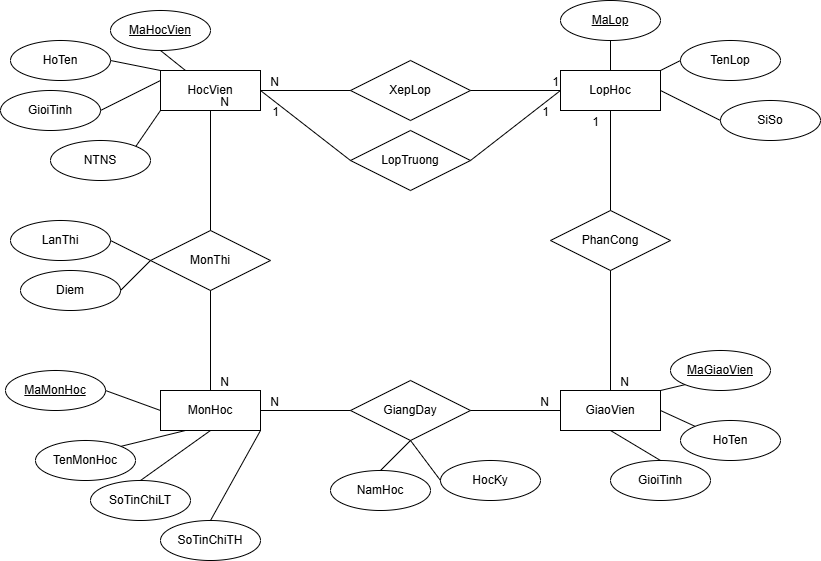 MaHocVien
MaLop
HoTen
TenLop
HocVien
N
N
XepLop
1
LopHoc
GioiTinh
1
1
1
SiSo
NTNS
LopTruong
LanThi
MonThi
PhanCong
Diem
MaGiaoVien
MaMonHoc
N
N
MonHoc
N
GiangDay
N
GiaoVien
HoTen
TenMonHoc
GioiTinh
NamHoc
HocKy
SoTinChiLT
SoTinChiTH